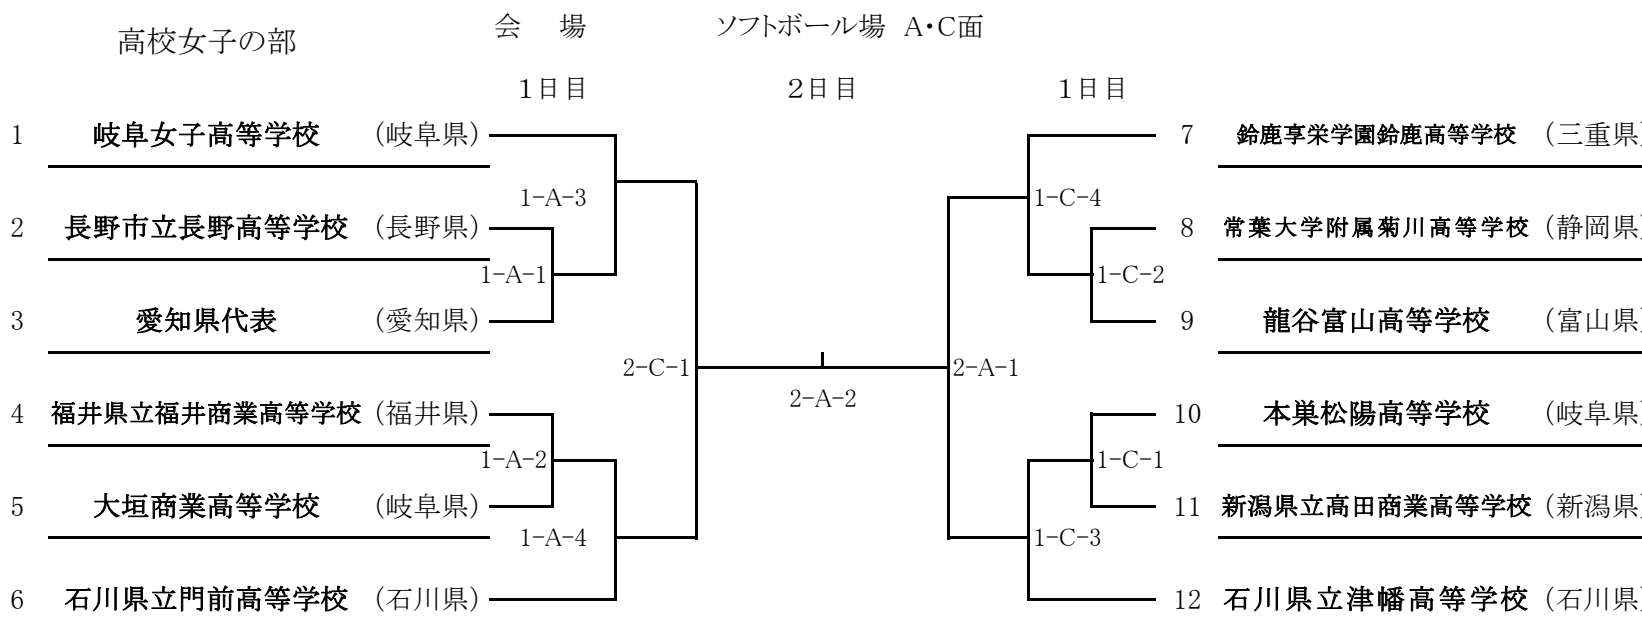 高校女子の部
会　場　ソフトボール場 A・C面
1日目　2日目　1日目
1 岐阜女子高等学校 (岐阜県)　7 鈴鹿享栄学園鈴鹿高等学校 (三重県)
1-A-3　1-C-4
2 長野市立長野高等学校 (長野県)　8 常葉大学附属菊川高等学校 (静岡県)
1-A-1　1-C-2
3 愛知県代表 (愛知県)　9 龍谷富山高等学校 (富山県)
2-C-1　2-A-1
2-A-2
4 福井県立福井商業高等学校 (福井県)　10 本巣松陽高等学校 (岐阜県)
1-A-2　1-C-1
5 大垣商業高等学校 (岐阜県)　11 新潟県立高田商業高等学校 (新潟県)
1-A-4　1-C-3
6 石川県立門前高等学校 (石川県)　12 石川県立津幡高等学校 (石川県)